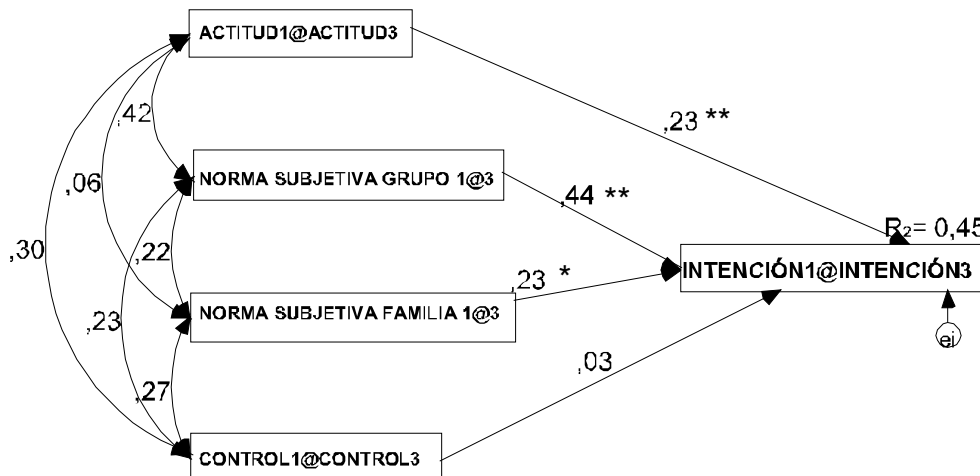 ACTITUD1@ACTITUD3
,42
,23 **
,06
NORMA SUBJETIVA GRUPO 1@3
,44 **
,30
,22
R2= 0,45
INTENCIÓN1@INTENCIÓN3
,23 *
NORMA SUBJETIVA FAMILIA 1@3
,23
ei
,03
,27
CONTROL1@CONTROL3